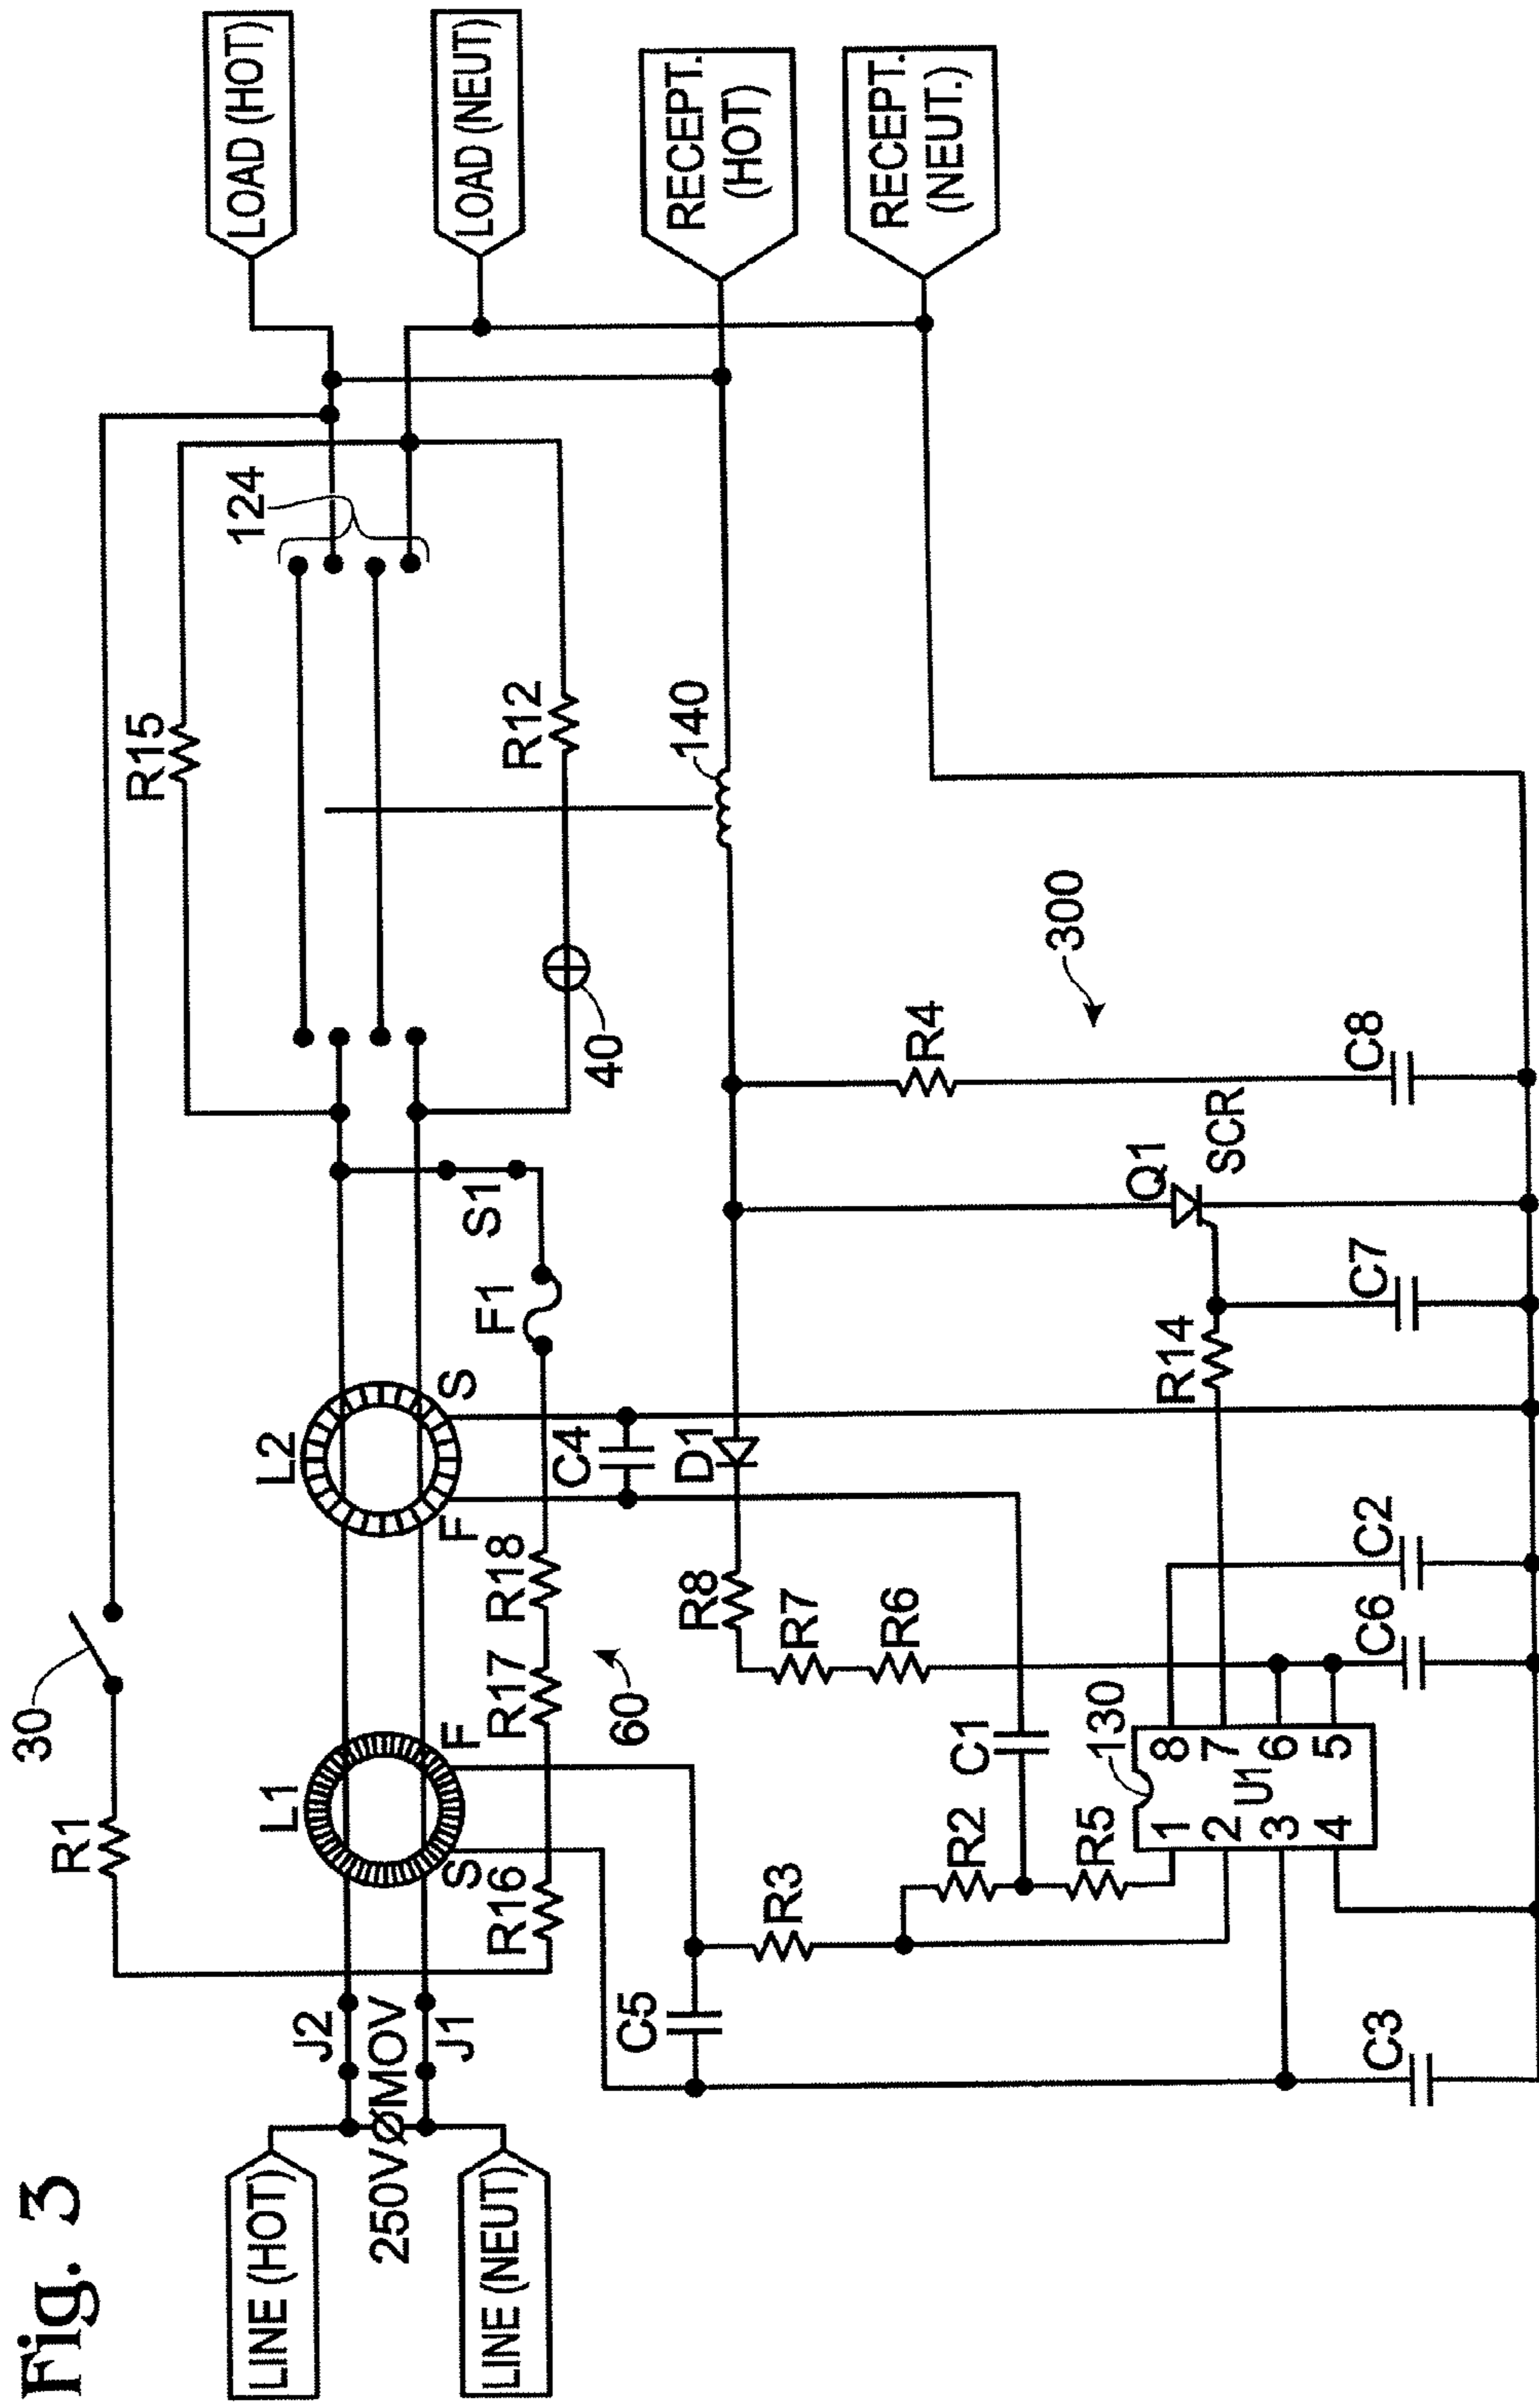 Fig. 3
LINE (HOT)
LINE (NEUT)
250V
MOV
J2
J1
R1
30
L1
S
F
L2
F
S
R16
R17
R18
60
F1
S1
R15
124
R12
40
140
LOAD (HOT)
LOAD (NEUT)
RECEPT.
(HOT)
RECEPT.
(NEUT.)
C5
C4
D1
R8
R7
R6
R3
R2
R5
C1
130
U1
1
2
3
4
8
7
6
5
R14
Q1
SCR
R4
300
C3
C6
C2
C7
C8